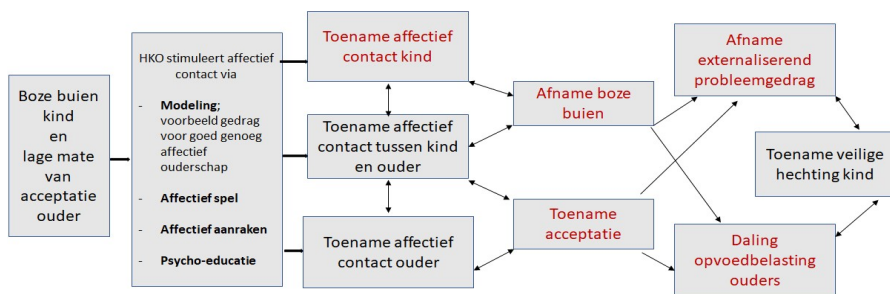 Boze buien
kind
en
lage mate
van
acceptatie
ouder
HKO stimuleert affectief
contact via
- Modeling;
voorbeeld gedrag
voor goed genoeg
affectief
ouderschap
- Affectief spel
- Affectief aanraken
- Psycho-educatie
Toename affectief
contact kind
Toename affectief
contact tussen kind
en ouder
Toename affectief
contact ouder
Afname boze
buien
Toename
acceptatie
Afname
externaliserend
probleemgedrag
Toename veilige
hechting kind
Daling
opvoedbelasting
ouders